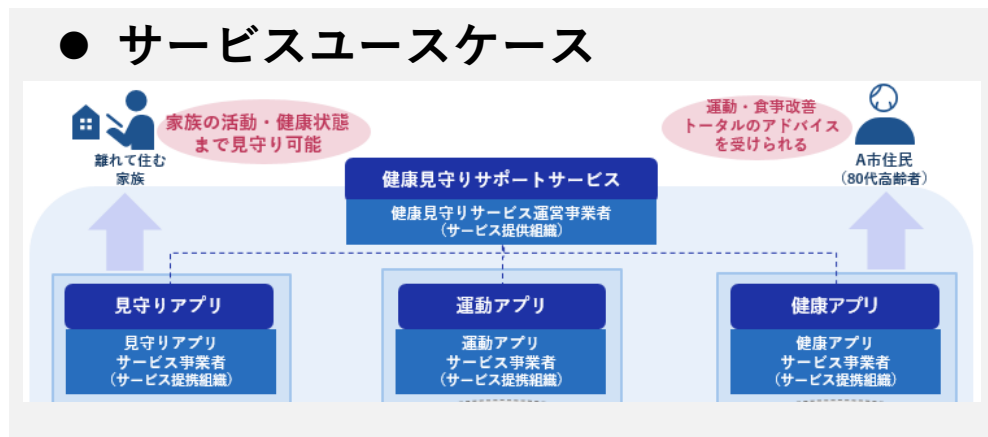 ● サービスユースケース
家族の活動・健康状態
まで見守り可能
離れて住む
家族
運動・食事改善
トータルのアドバイス
を受けられる
A市住民
（80代高齢者）
健康見守りサポートサービス
健康見守りサービス運営事業者
（サービス提供組織）
見守りアプリ
見守りアプリ
サービス事業者
（サービス提携組織）
運動アプリ
運動アプリ
サービス事業者
（サービス提携組織）
健康アプリ
健康アプリ
サービス事業者
（サービス提携組織）